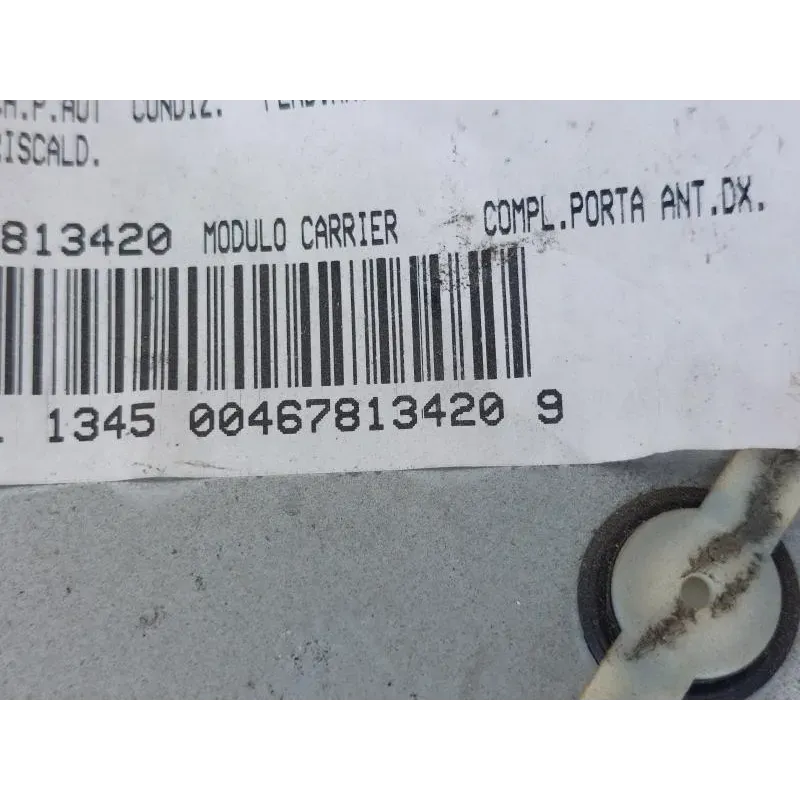 CONDIZ.
RISCALD.
813420 MODULO CARRIER COMPL.PORTA ANT.DX.
1345 00467813420 9